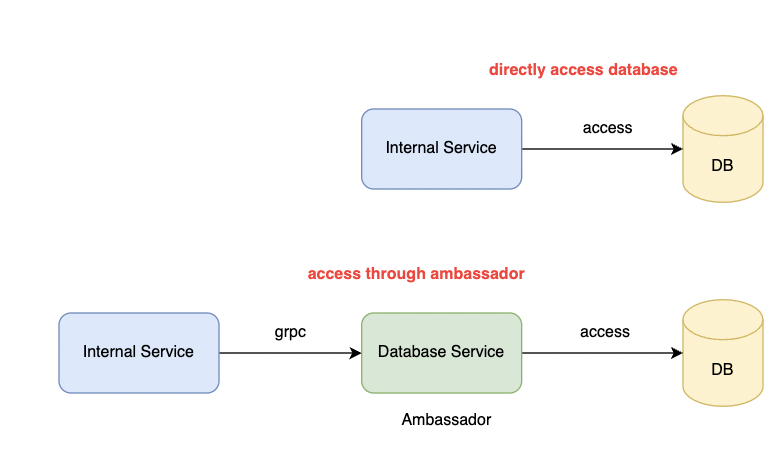 directly access database
access
Internal Service
DB
access through ambassador
grpc
access
Internal Service
Database Service
DB
Ambassador